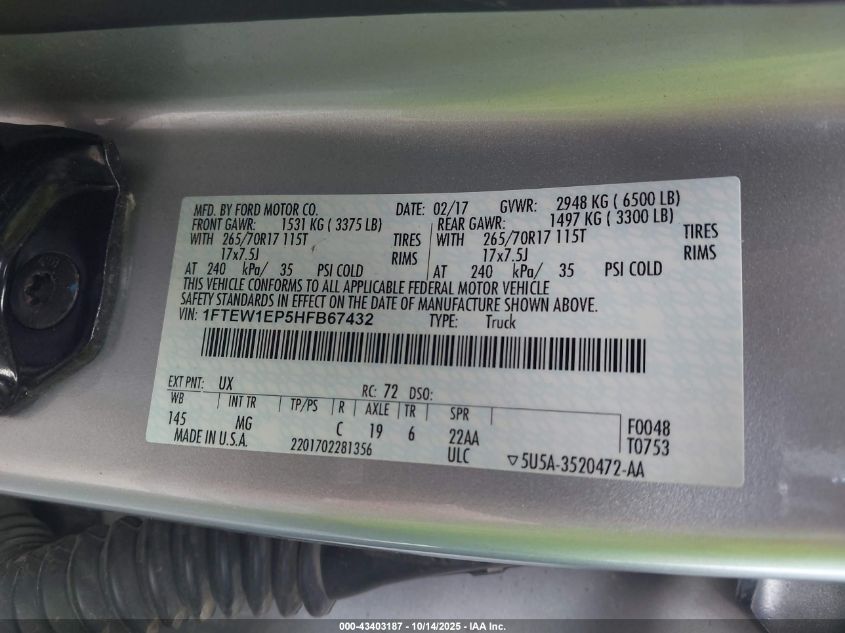 MFD. BY FORD MOTOR CO. DATE: 02/17 GVWR: 2948 KG ( 6500 LB)
FRONT GAWR: 1531 KG ( 3375 LB) REAR GAWR: 1497 KG ( 3300 LB)
WITH 265/70R17 115T TIRES WITH 265/70R17 115T TIRES
17x7.5J RIMS 17x7.5J RIMS
AT 240 kPa/ 35 PSI COLD AT 240 kPa/ 35 PSI COLD
THIS VEHICLE CONFORMS TO ALL APPLICABLE FEDERAL MOTOR VEHICLE
SAFETY STANDARDS IN EFFECT ON THE DATE OF MANUFACTURE SHOWN ABOVE.
VIN: 1FTEW1EP5HFB67432 TYPE: Truck
EXT PNT: UX RC: 72 DSO:
WB INT TR TP/PS R AXLE TR SPR
145 MG C 19 6 22AA F0048
MADE IN U.S.A. 2201702281356 ULC ▽5U5A-3520472-AA T0753
000-43403187 - 10/14/2025 - IAA Inc.